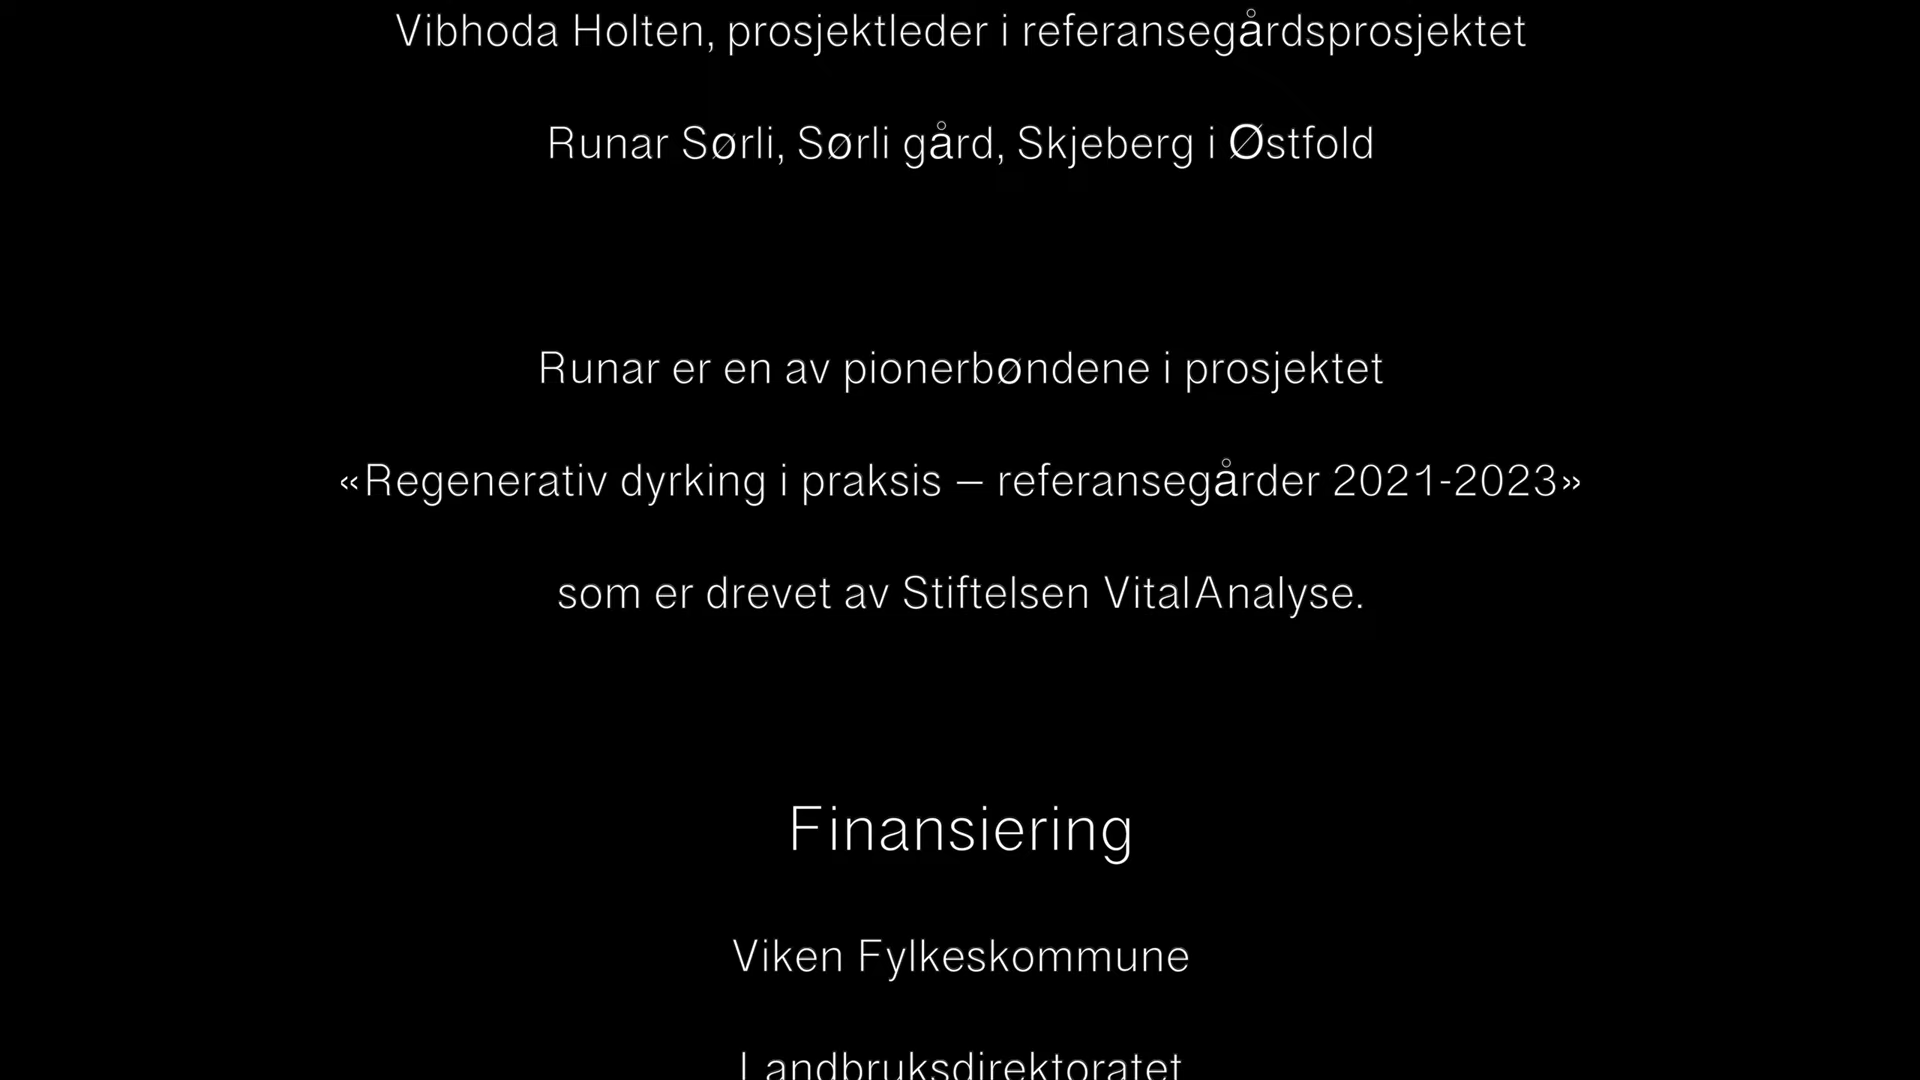 Vibhoda Holten, prosjektleder i referansegårdsprosjektet
Runar Sørli, Sørli gård, Skjeberg i Østfold
Runar er en av pionerbøndene i prosjektet
«Regenerativ dyrking i praksis – referansegårder 2021-2023»
som er drevet av Stiftelsen VitalAnalyse.
Finansiering
Viken Fylkeskommune
Landbruksdirektoratet